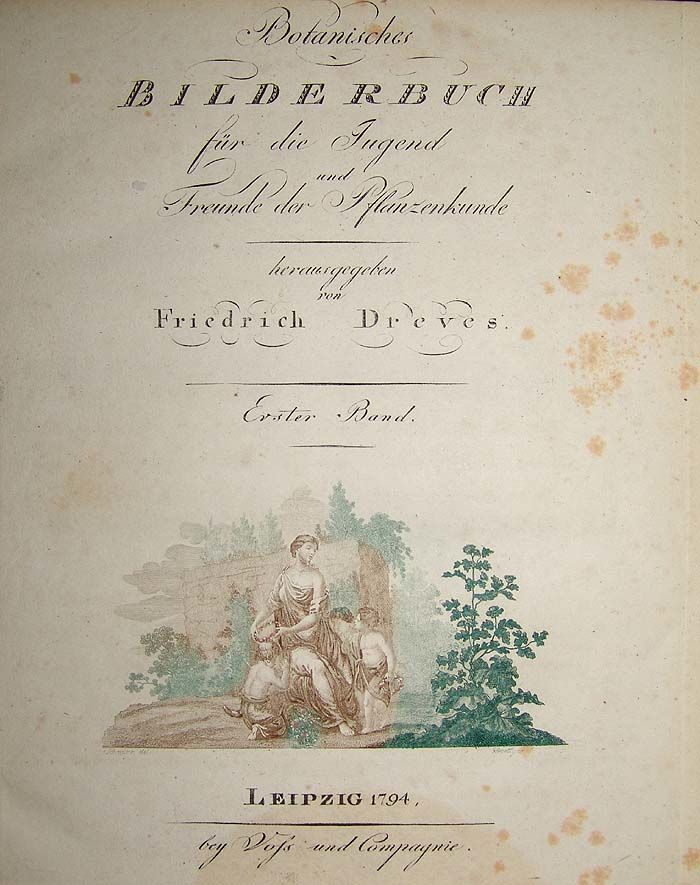 Botanisches
BILDERBUCH
für die Jugend
und
Freunde der Pflanzenkunde
herausgegeben
von
Friedrich Dreves.
Erster Band.
LEIPZIG 1794,
bey Voſs und Compagnie.